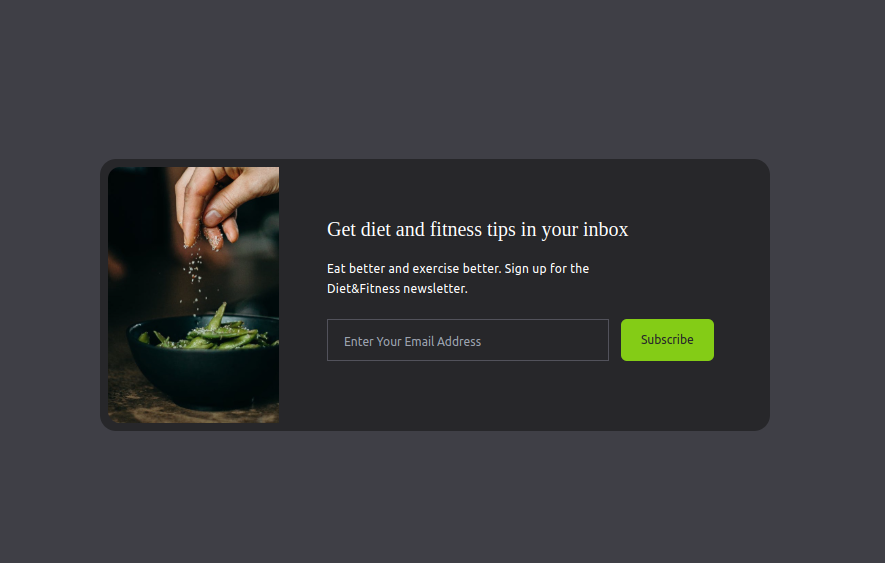 Get diet and fitness tips in your inbox
Eat better and exercise better. Sign up for the
Diet&Fitness newsletter.
Enter Your Email Address
Subscribe